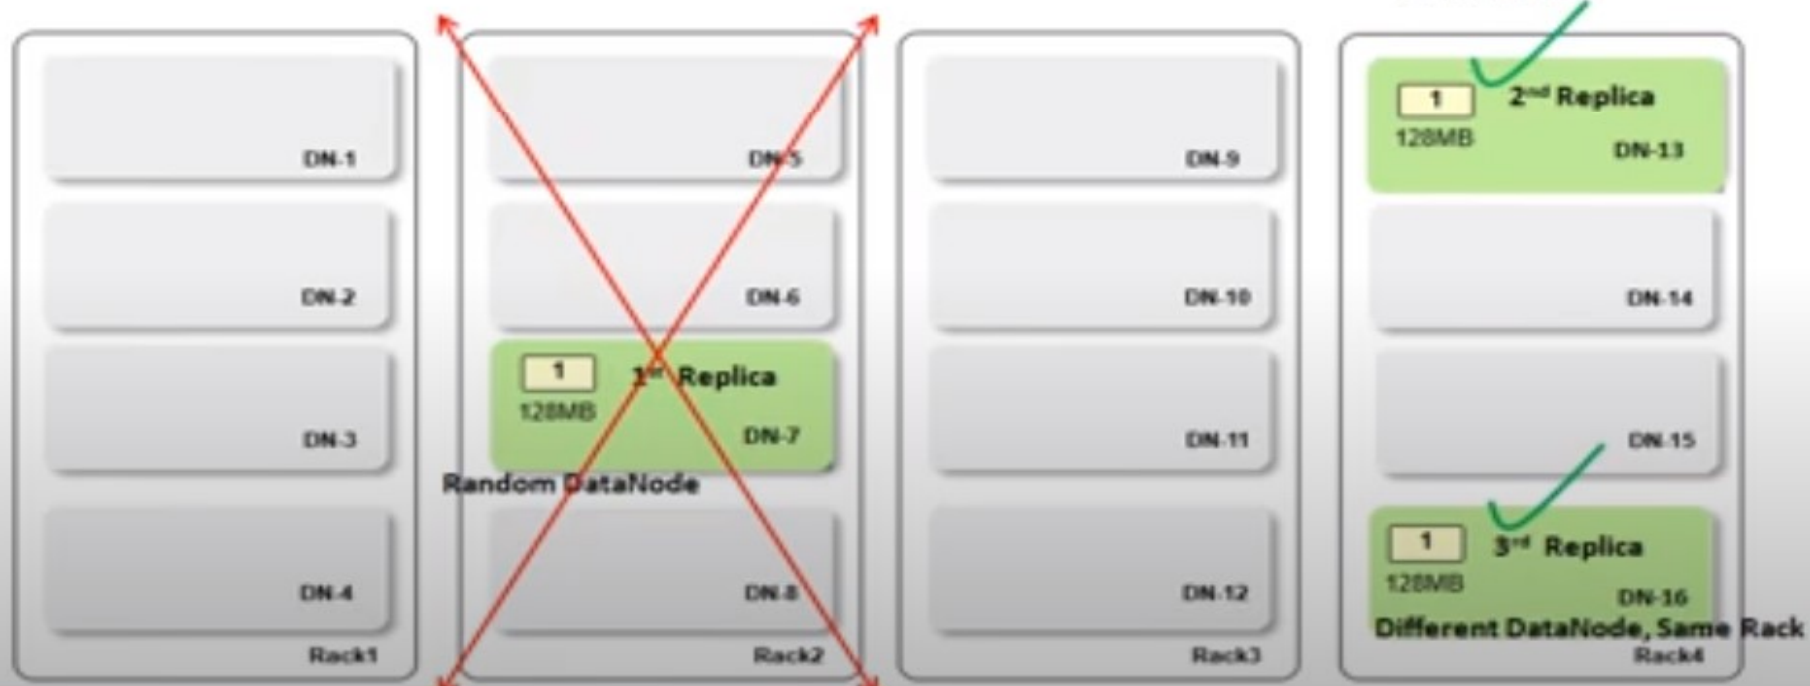 DN-1
DN-2
DN-3
DN-4
Rack1
DN-5
DN-6
1
1st Replica
128MB
DN-7
Random DataNode
DN-8
Rack2
DN-9
DN-10
DN-11
DN-12
Rack3
1
2nd Replica
128MB
DN-13
DN-14
DN-15
1
3rd Replica
128MB
DN-16
Different DataNode, Same Rack
Rack4